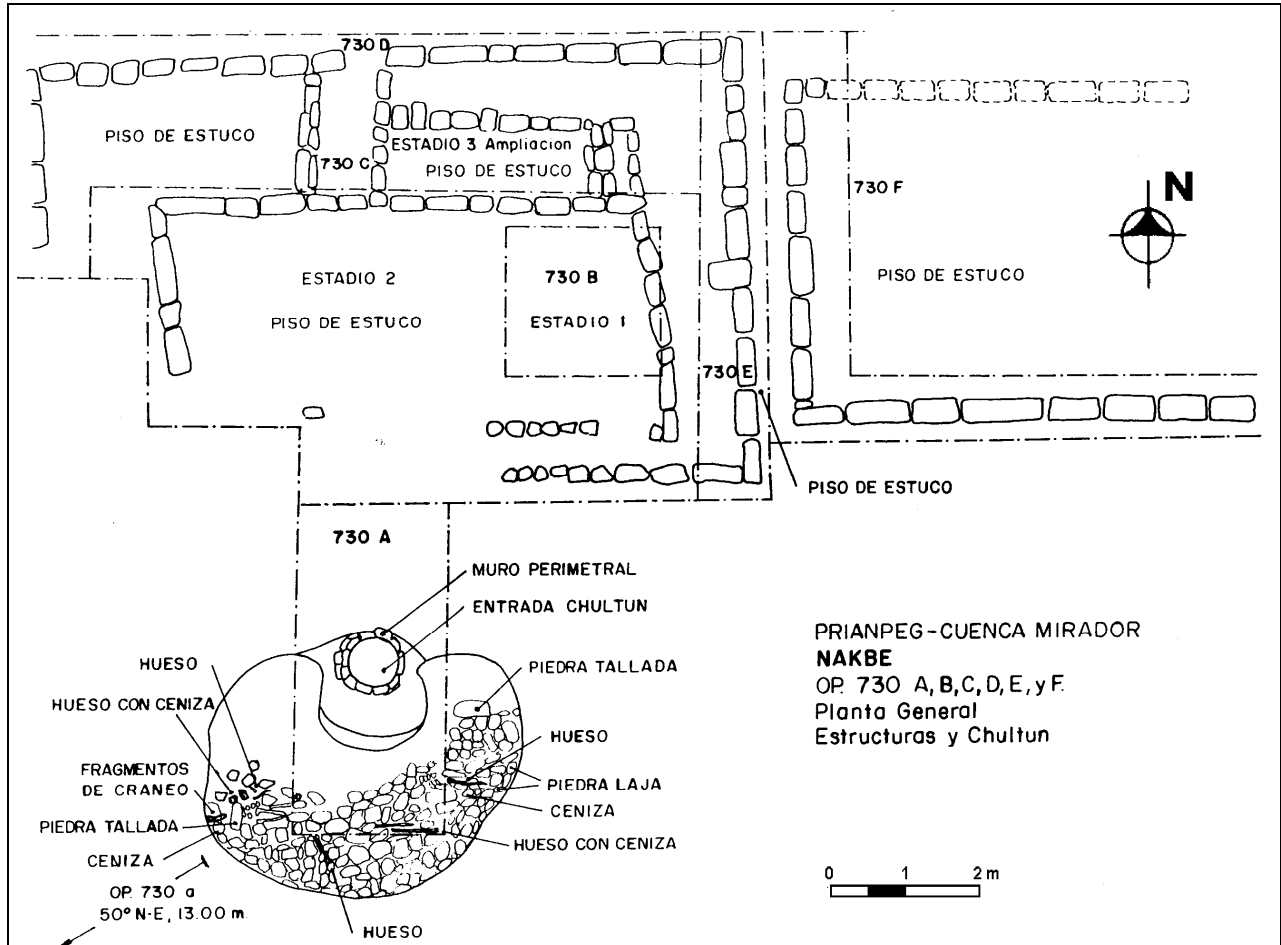 730 D
PISO DE ESTUCO
ESTADIO 3 Ampliacion
730 C
PISO DE ESTUCO
730 F
N
ESTADIO 2
730 B
PISO DE ESTUCO
PISO DE ESTUCO
ESTADIO 1
730 E
PISO DE ESTUCO
730 A
MURO PERIMETRAL
ENTRADA CHULTUN
HUESO
PIEDRA TALLADA
HUESO CON CENIZA
HUESO
FRAGMENTOS
DE CRANEO
PIEDRA LAJA
CENIZA
PIEDRA TALLADA
HUESO CON CENIZA
CENIZA
OP. 730 a
50° N-E, 13.00 m.
HUESO
PRIANPEG-CUENCA MIRADOR
NAKBE
OP. 730 A, B, C, D, E, y F.
Planta General
Estructuras y Chultun
0 1 2 m